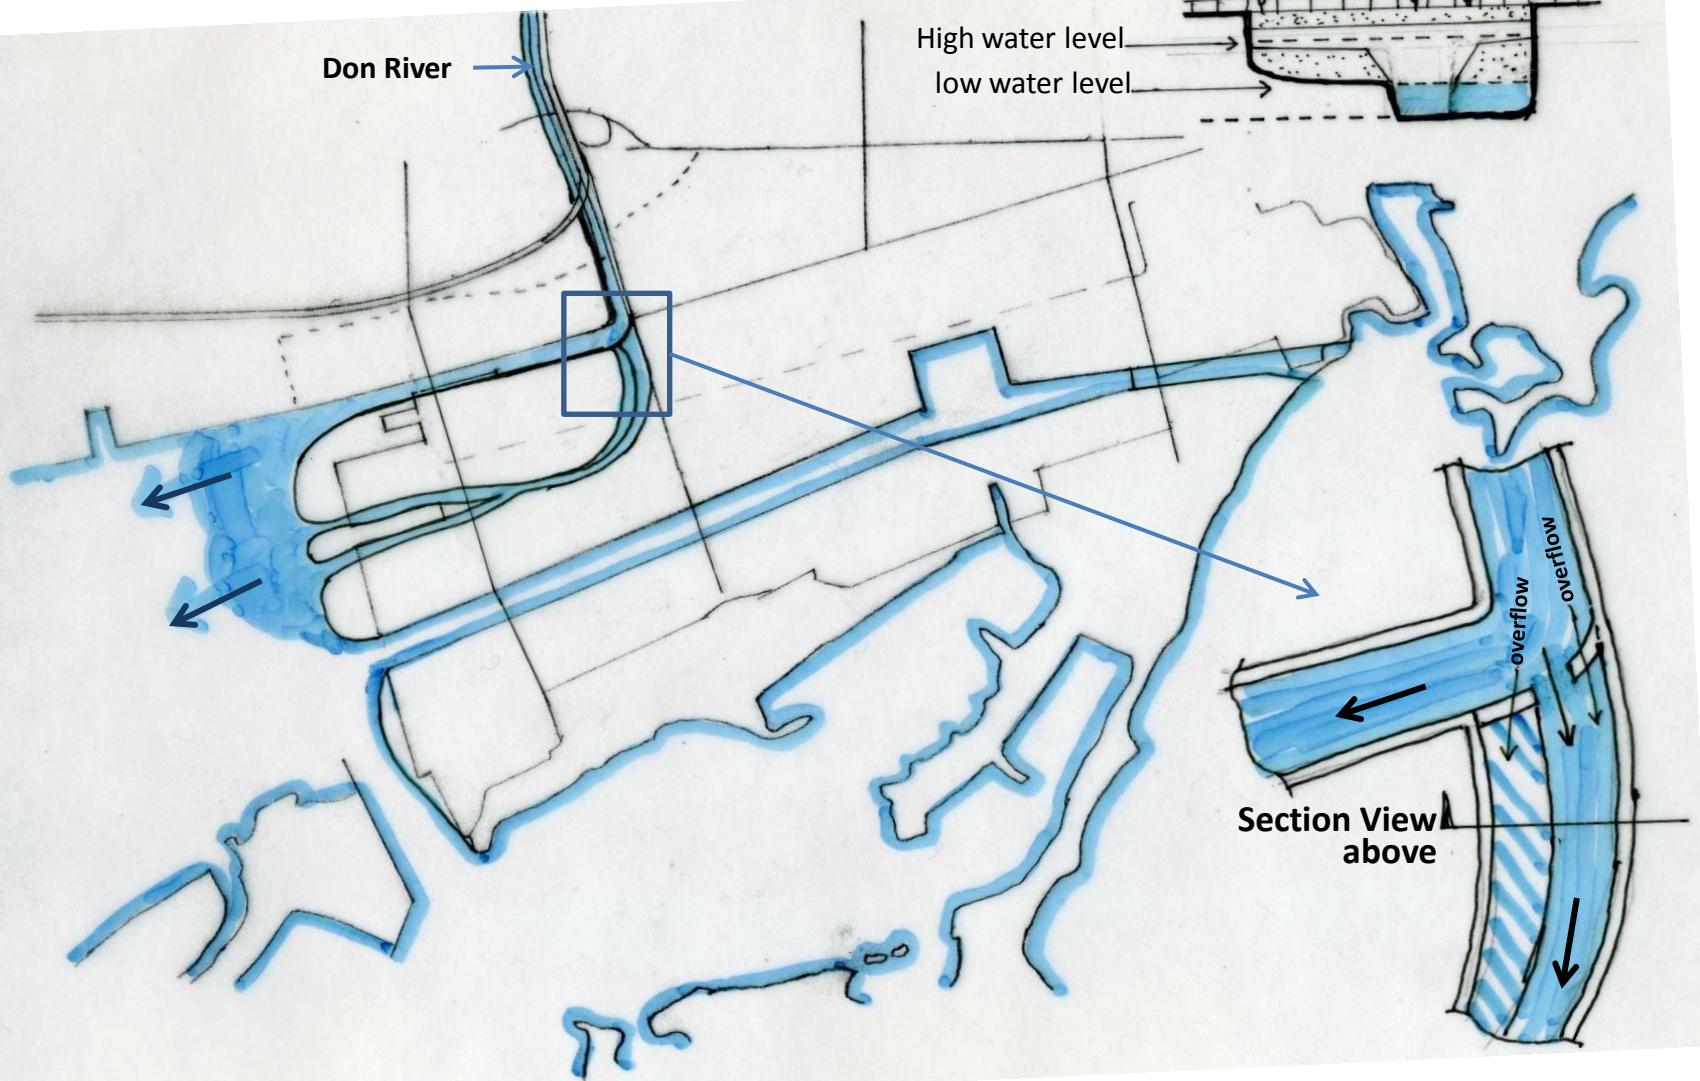 High water level
low water level
Don River
overflow
overflow
Section View
above